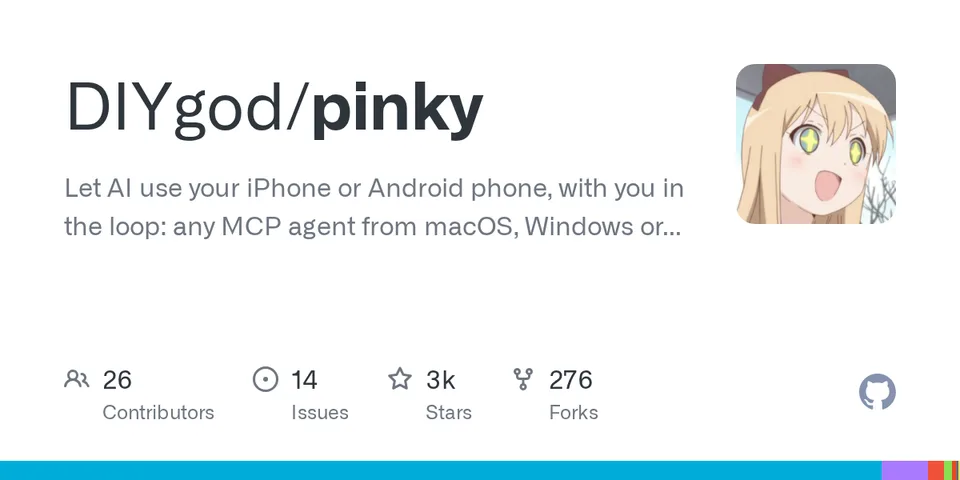 DIYgod/pinky
Let AI use your iPhone or Android phone, with you in
the loop: any MCP agent from macOS, Windows or...
26
Contributors
14
Issues
3k
Stars
276
Forks